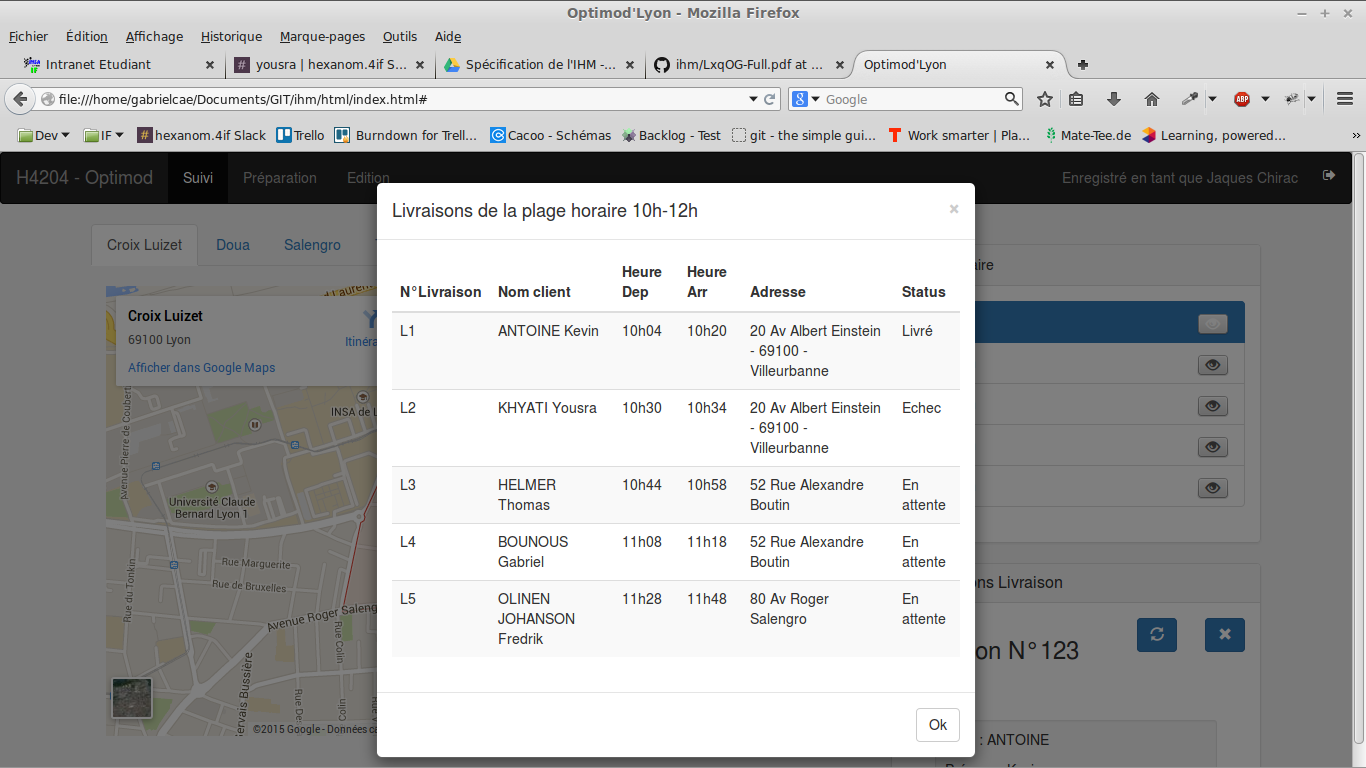 Optimod'Lyon - Mozilla Firefox
Fichier Édition Affichage Historique Marque-pages Outils Aide
Intranet Etudiant
yousra | hexanom.4if S...
Spécification de l'IHM -...
ihm/LxqOG-Full.pdf at ...
Optimod'Lyon
file:///home/gabrielcae/Documents/GIT/ihm/html/index.html#
Google
Dev IF hexanom.4if Slack Trello Burndown for Trell... Cacoo - Schémas Backlog - Test git - the simple gui... Work smarter | Pla... Mate-Tee.de Learning, powered...
H4204 - Optimod Suivi Préparation Edition Enregistré en tant que Jaques Chirac
Croix Luizet Doua Salengro
Croix Luizet
69100 Lyon
Afficher dans Google Maps
Itinéra
INSA de L
Avenue Pierre de Coubert
Université Claude
Bernard Lyon 1
Rue Marguerite
Rue de Bruxelles
Rue du Tonkin
Avenue Roger Saleng
Rue Colin
Rue Colin
Gervais Bussière
Rue De
©2015 Google - Données ca
Livraisons de la plage horaire 10h-12h
×
N°Livraison Nom client Heure Dep Heure Arr Adresse Status
L1 ANTOINE Kevin 10h04 10h20 20 Av Albert Einstein Livré
- 69100 -
Villeurbanne
L2 KHYATI Yousra 10h30 10h34 20 Av Albert Einstein Echec
- 69100 -
Villeurbanne
L3 HELMER 10h44 10h58 52 Rue Alexandre En
Thomas Boutin attente
L4 BOUNOUS 11h08 11h18 52 Rue Alexandre En
Gabriel Boutin attente
L5 OLINEN 11h28 11h48 80 Av Roger En
JOHANSON Salengro attente
Fredrik
Ok
aire
ons Livraison
on N°123
: ANTOINE